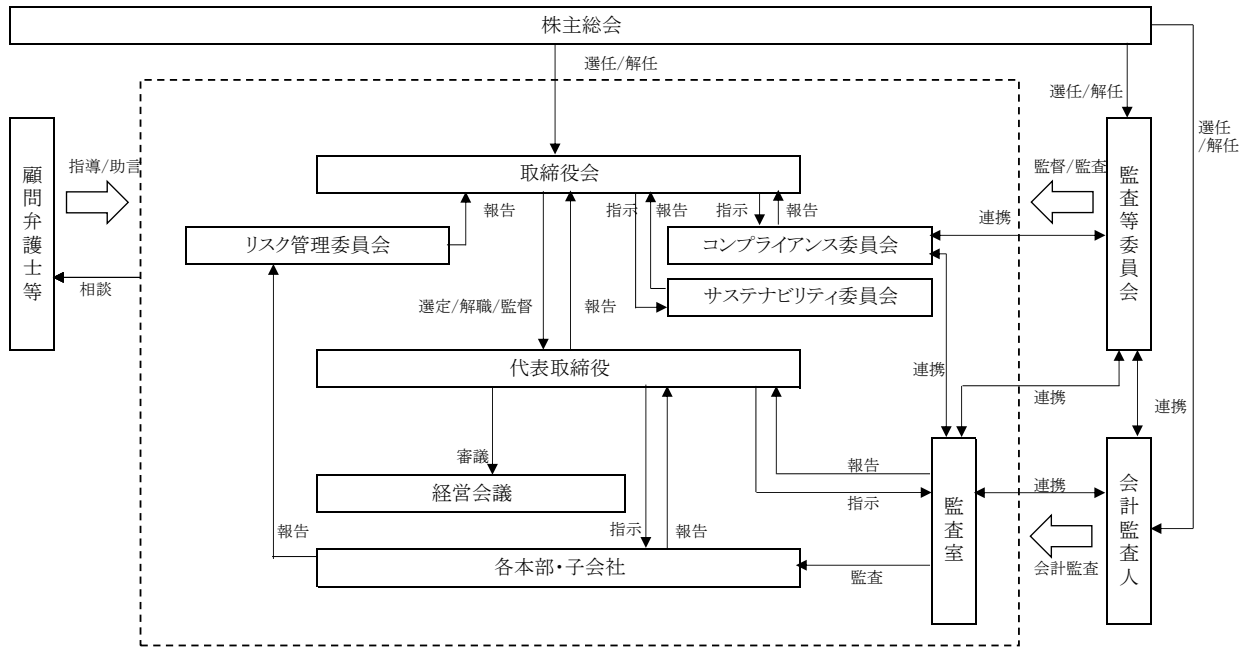 株主総会
選任/解任
選任/解任
選任
/解任
顧問弁護士等
指導/助言
相談
取締役会
監督/監査
監査等委員会
報告
指示
報告
指示
報告
連携
リスク管理委員会
コンプライアンス委員会
サステナビリティ委員会
選定/解職/監督
報告
代表取締役
連携
連携
連携
審議
報告
経営会議
指示
連携
監査室
会計監査人
報告
指示
報告
会計監査
各本部・子会社
監査